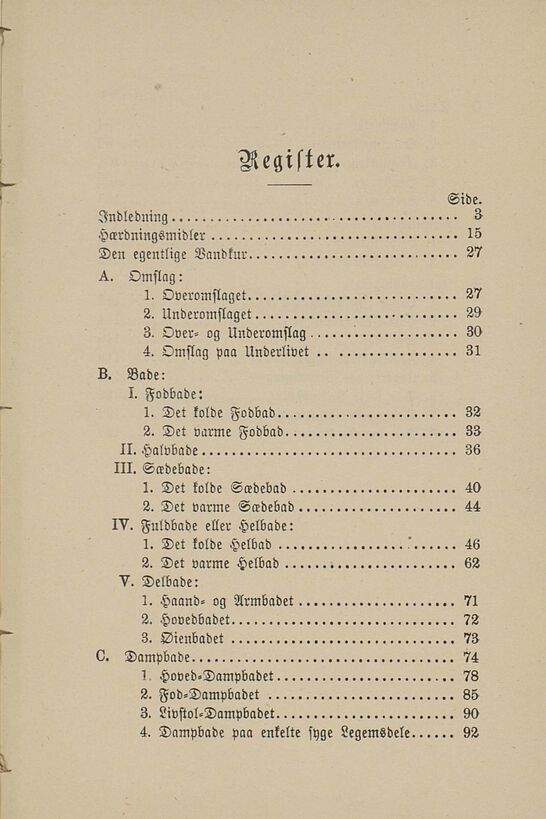 Register.
Side.
Indledning ..................................... 3
Hærdningsmidler ................................ 15
Den egentlige Vandkur........................... 27
A. Omslag:
1. Overomslaget................................. 27
2. Underomslaget................................ 29
3. Over- og Underomslag ........................ 30
4. Omslag paa Underlivet .. .................... 31
B. Bade:
I. Fodbade:
1. Det kolde Fodbad............................. 32
2. Det varme Fodbad............................. 33
II. Halvbade.................................... 36
III. Sædebade:
1. Det kolde Sædebad ........................... 40
2. Det varme Sædebad............................ 44
IV. Fuldbade eller Helbade:
1. Det kolde Helbad ............................ 46
2. Det varme Helbad ............................ 62
V. Delbade:
1. Haand- og Armbadet .......................... 71
2. Hovedbadet................................... 72
3. Øienbadet ................................... 73
C. Dampbade..................................... 74
1. Hoved-Dampbadet.............................. 78
2. Fod-Dampbadet ............................... 85
3. Livstol-Dampbadet............................ 90
4. Dampbade paa enkelte syge Legemsdele...... 92